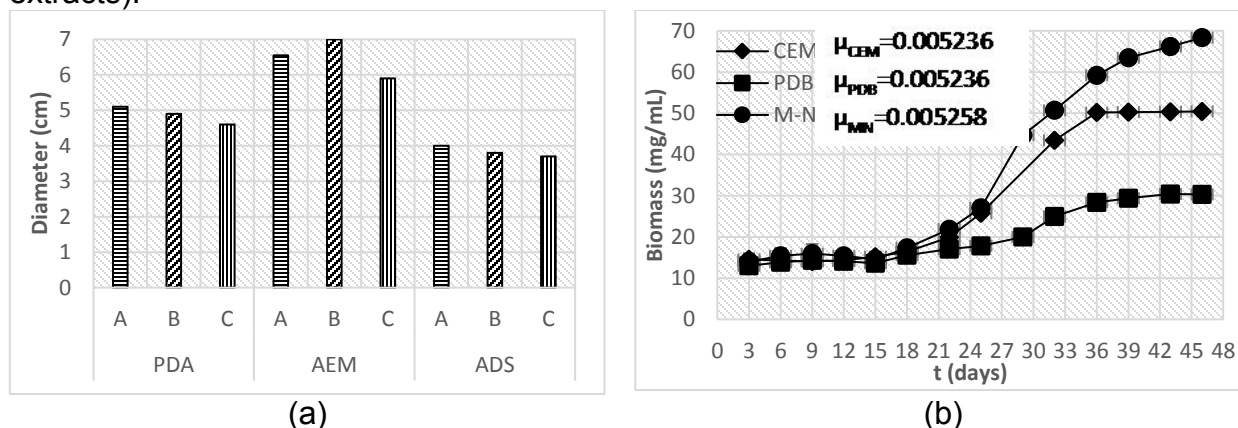 extracts).
7
6
5
4
3
2
1
0
Diameter (cm)
A B C A B C A B C
PDA AEM ADS
(a)
70
60
50
40
30
20
10
0
Biomass (mg/mL)
CEM
PDB
M-N
μCEM=0.005236
μPDB=0.005236
μMN=0.005258
0 3 6 9 12 15 18 21 24 27 30 33 36 39 42 45 48
t (days)
(b)